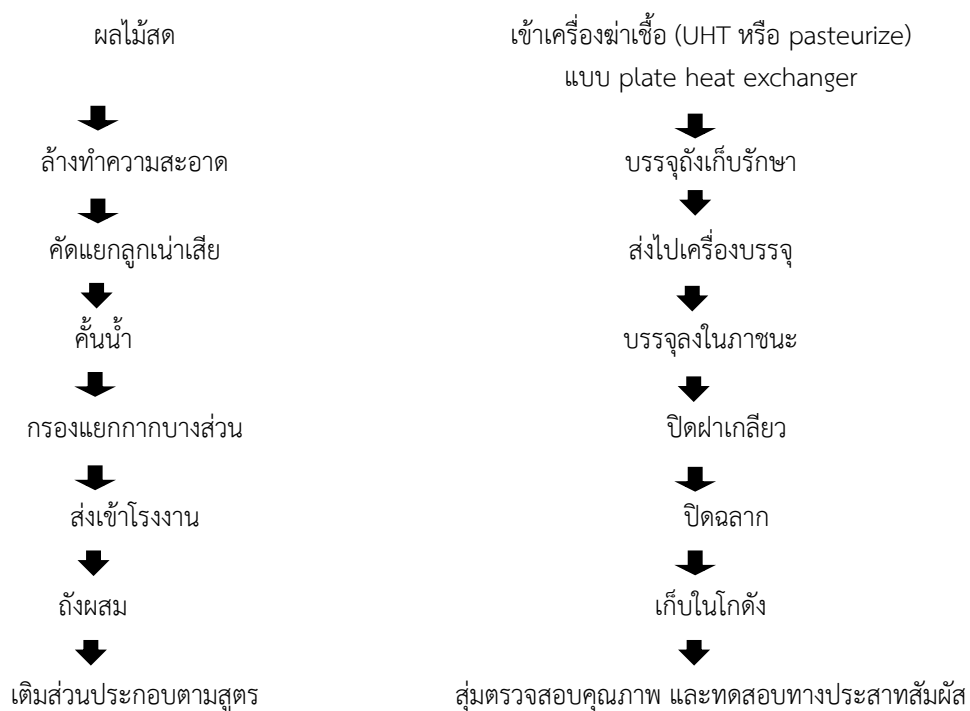 ผลไม้สด
ล้างทำความสะอาด
คัดแยกลูกเน่าเสีย
คั้นน้ำ
กรองแยกกากบางส่วน
ส่งเข้าโรงงาน
ถังผสม
เติมส่วนประกอบตามสูตร
เข้าเครื่องฆ่าเชื้อ (UHT หรือ pasteurize)
แบบ plate heat exchanger
บรรจุถังเก็บรักษา
ส่งไปเครื่องบรรจุ
บรรจุลงในภาชนะ
ปิดฝาเกลียว
ปิดฉลาก
เก็บในโกดัง
สุ่มตรวจสอบคุณภาพ และทดสอบทางประสาทสัมผัส